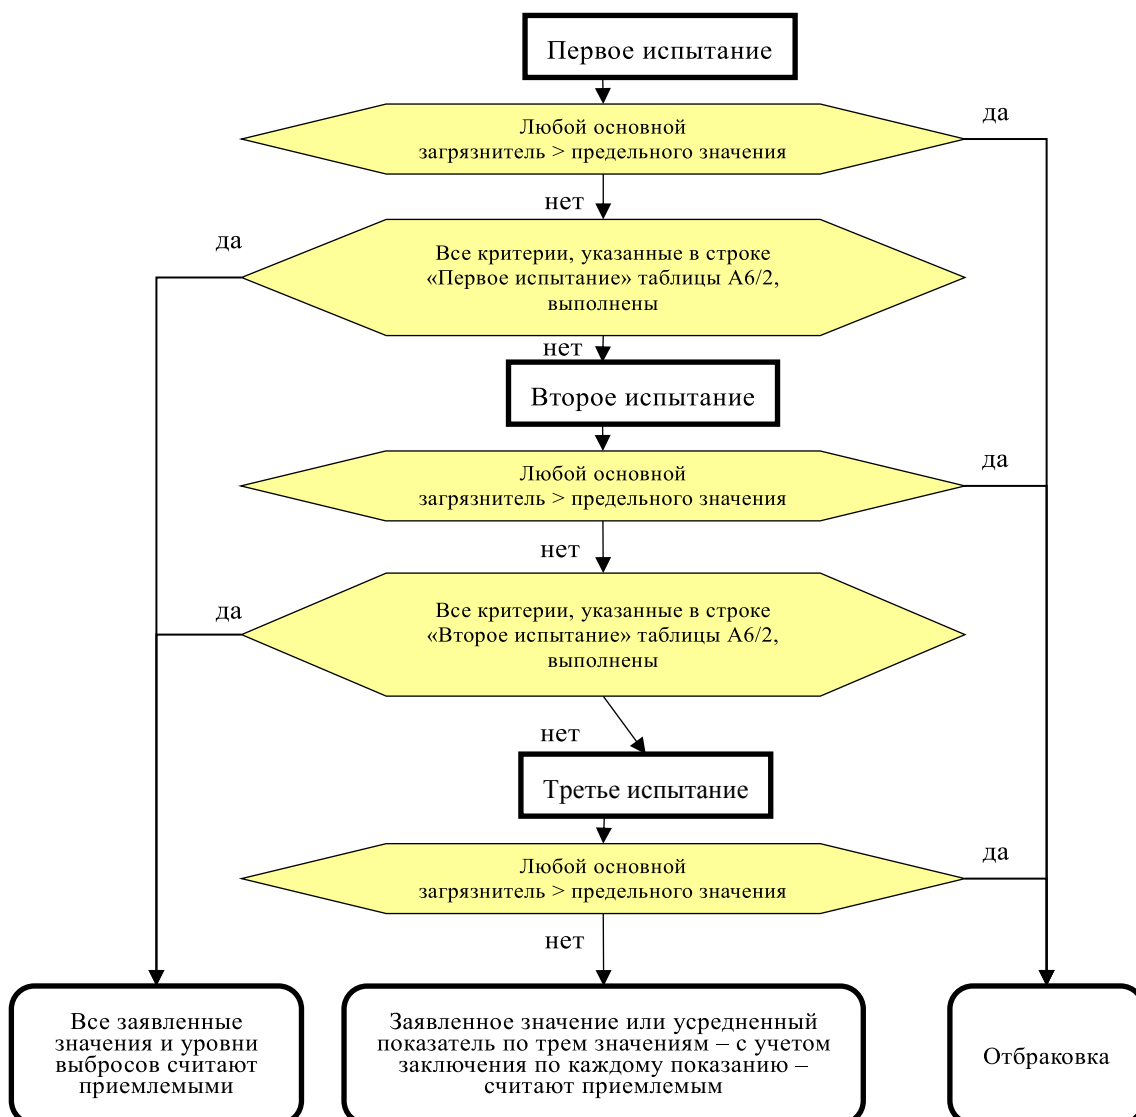 Первое испытание
да
Любой основной
загрязнитель > предельного значения
нет
да
Все критерии, указанные в строке
«Первое испытание» таблицы А6/2,
выполнены
нет
Второе испытание
да
Любой основной
загрязнитель > предельного значения
нет
да
Все критерии, указанные в строке
«Второе испытание» таблицы А6/2,
выполнены
нет
Третье испытание
да
Любой основной
загрязнитель > предельного значения
нет
Все заявленные
значения и уровни
выбросов считают
приемлемыми
Заявленное значение или усредненный
показатель по трем значениям – с учетом
заключения по каждому показанию –
считают приемлемым
Отбраковка